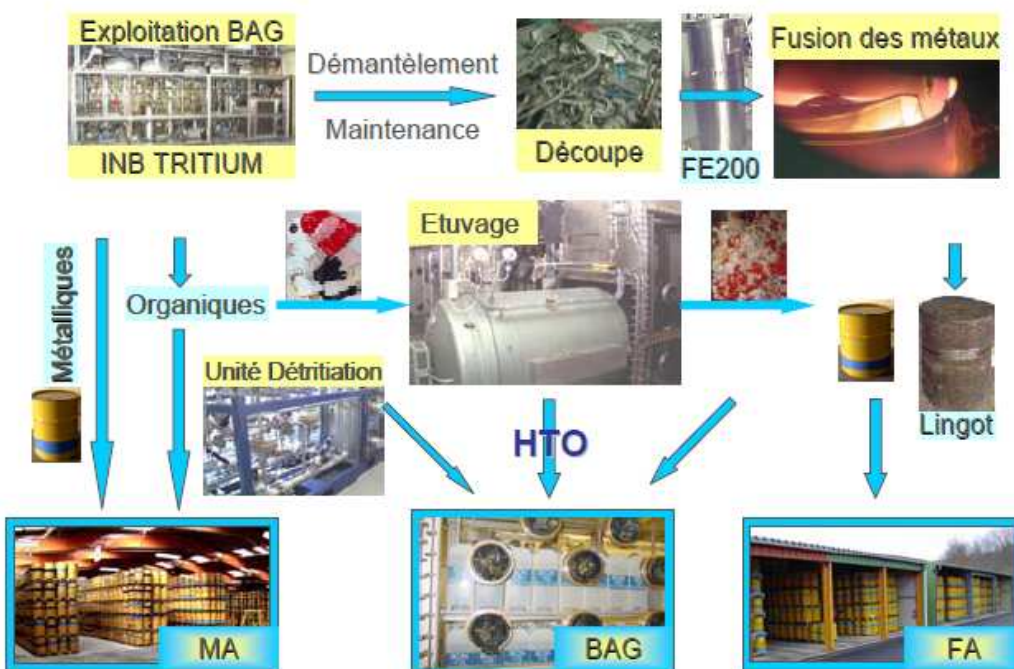 Exploitation BAG
INB TRITIUM
Démantèlement
Maintenance
Découpe
FE200
Fusion des métaux
Métalliques
Organiques
Etuvage
Unité Détritiation
HTO
Lingot
MA
BAG
FA